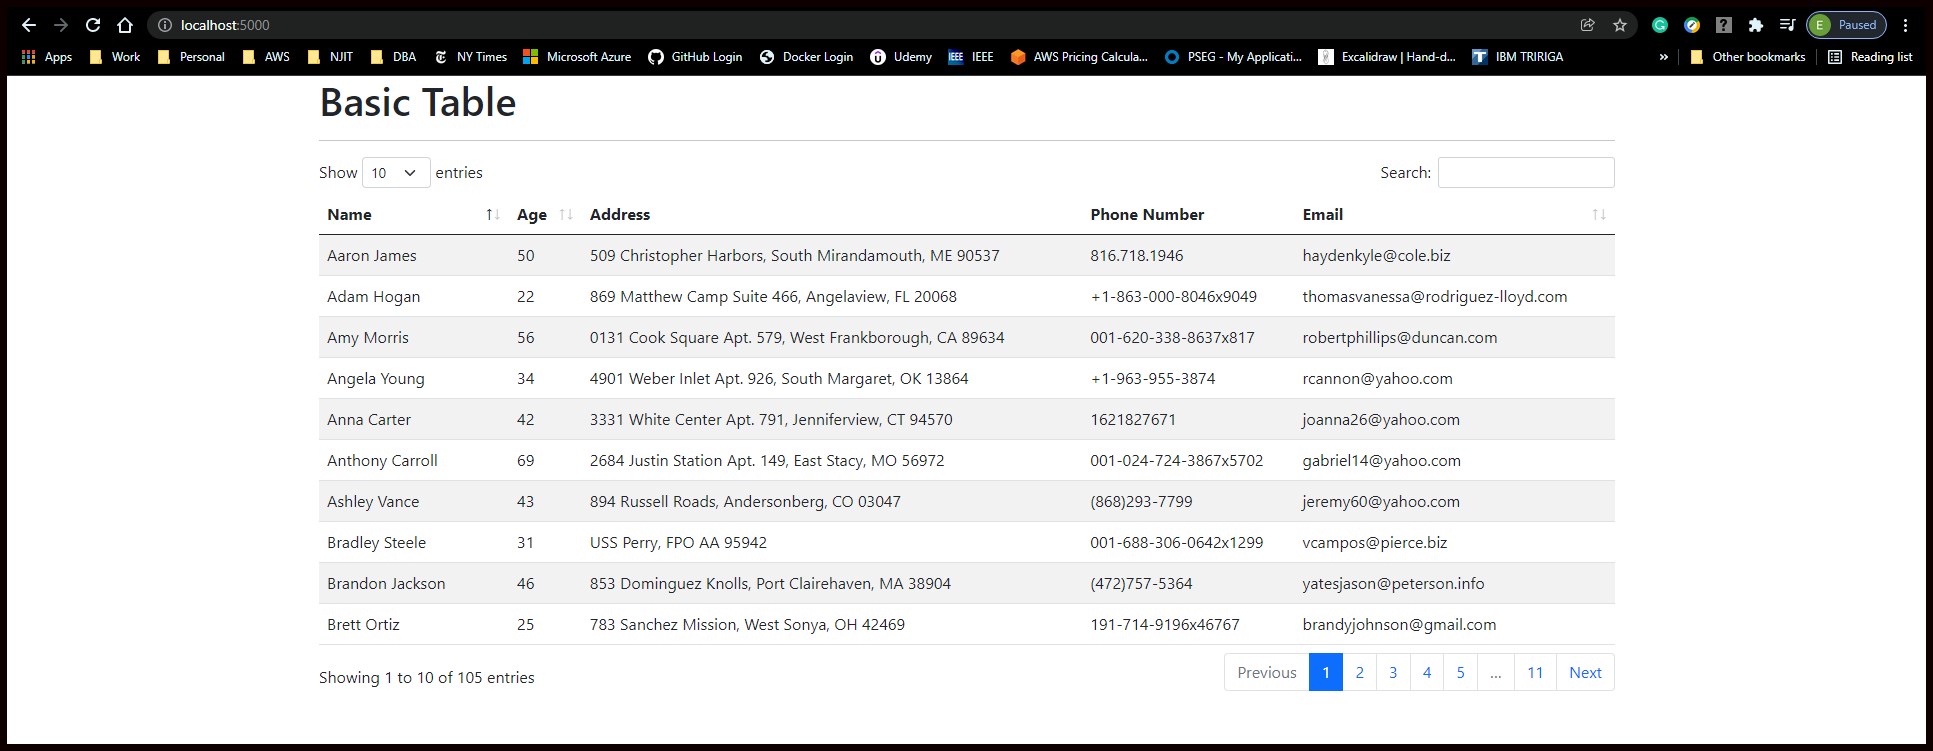 localhost:5000
E Paused
Apps Work Personal AWS NJIT DBA NY Times Microsoft Azure GitHub Login Docker Login Udemy IEEE IEEE AWS Pricing Calcula... PSEG - My Applicati... Excalidraw | Hand-d... IBM TRIRIGA » Other bookmarks Reading list
Basic Table
Show 10 entries Search:
Name Age Address Phone Number Email
Aaron James 50 509 Christopher Harbors, South Mirandamouth, ME 90537 816.718.1946 haydenkyle@cole.biz
Adam Hogan 22 869 Matthew Camp Suite 466, Angelaview, FL 20068 +1-863-000-8046x9049 thomasvanessa@rodriguez-lloyd.com
Amy Morris 56 0131 Cook Square Apt. 579, West Frankborough, CA 89634 001-620-338-8637x817 robertphillips@duncan.com
Angela Young 34 4901 Weber Inlet Apt. 926, South Margaret, OK 13864 +1-963-955-3874 rcannon@yahoo.com
Anna Carter 42 3331 White Center Apt. 791, Jenniferview, CT 94570 1621827671 joanna26@yahoo.com
Anthony Carroll 69 2684 Justin Station Apt. 149, East Stacy, MO 56972 001-024-724-3867x5702 gabriel14@yahoo.com
Ashley Vance 43 894 Russell Roads, Andersonberg, CO 03047 (868)293-7799 jeremy60@yahoo.com
Bradley Steele 31 USS Perry, FPO AA 95942 001-688-306-0642x1299 vcampos@pierce.biz
Brandon Jackson 46 853 Dominguez Knolls, Port Clairehaven, MA 38904 (472)757-5364 yatesjason@peterson.info
Brett Ortiz 25 783 Sanchez Mission, West Sonya, OH 42469 191-714-9196x46767 brandyjohnson@gmail.com
Showing 1 to 10 of 105 entries Previous 1 2 3 4 5 ... 11 Next